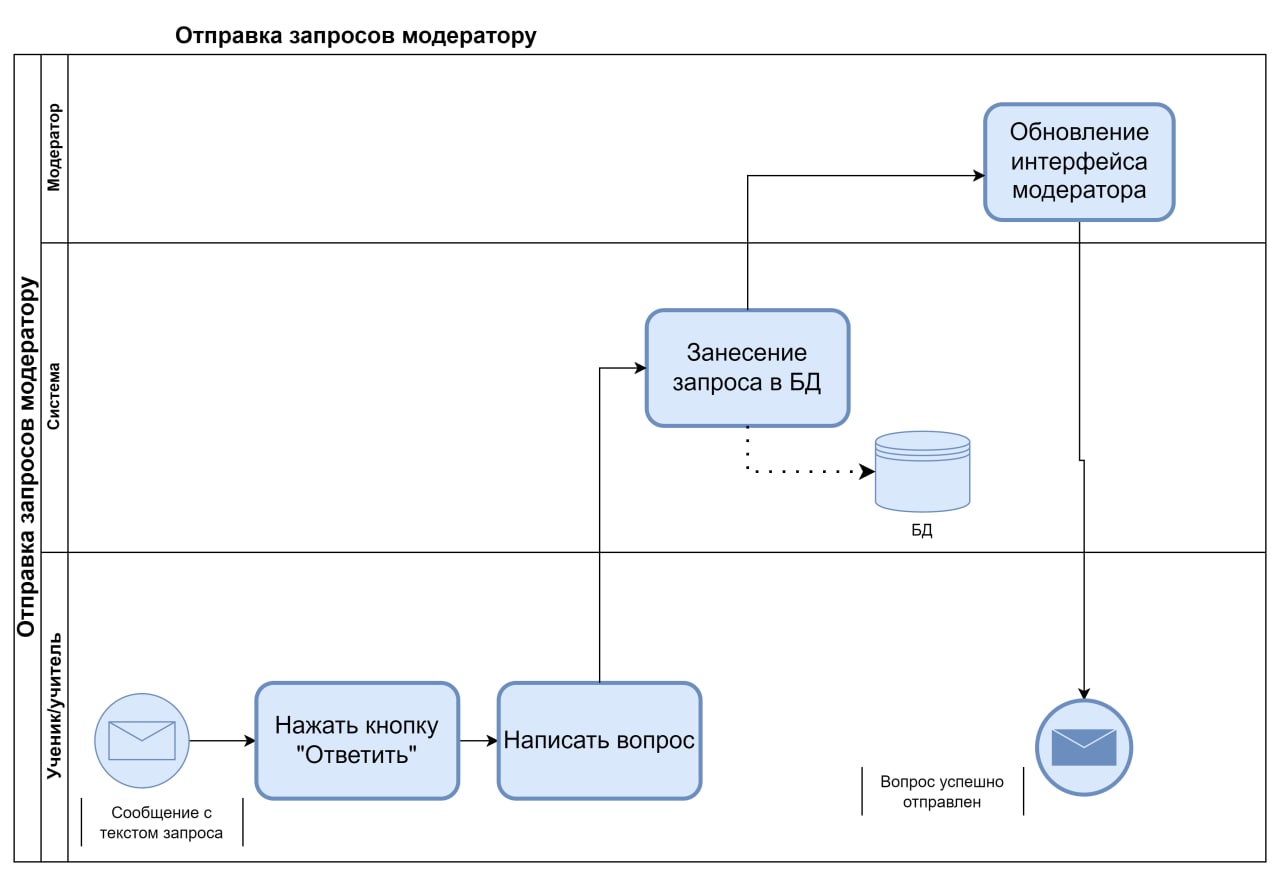 Отправка запросов модератору
Отправка запросов модератору
Модератор
Обновление
интерфейса
модератора
Система
Занесение
запроса в БД
БД
Ученик/учитель
Нажать кнопку
"Ответить"
Написать вопрос
Сообщение с
текстом запроса
Вопрос успешно
отправлен